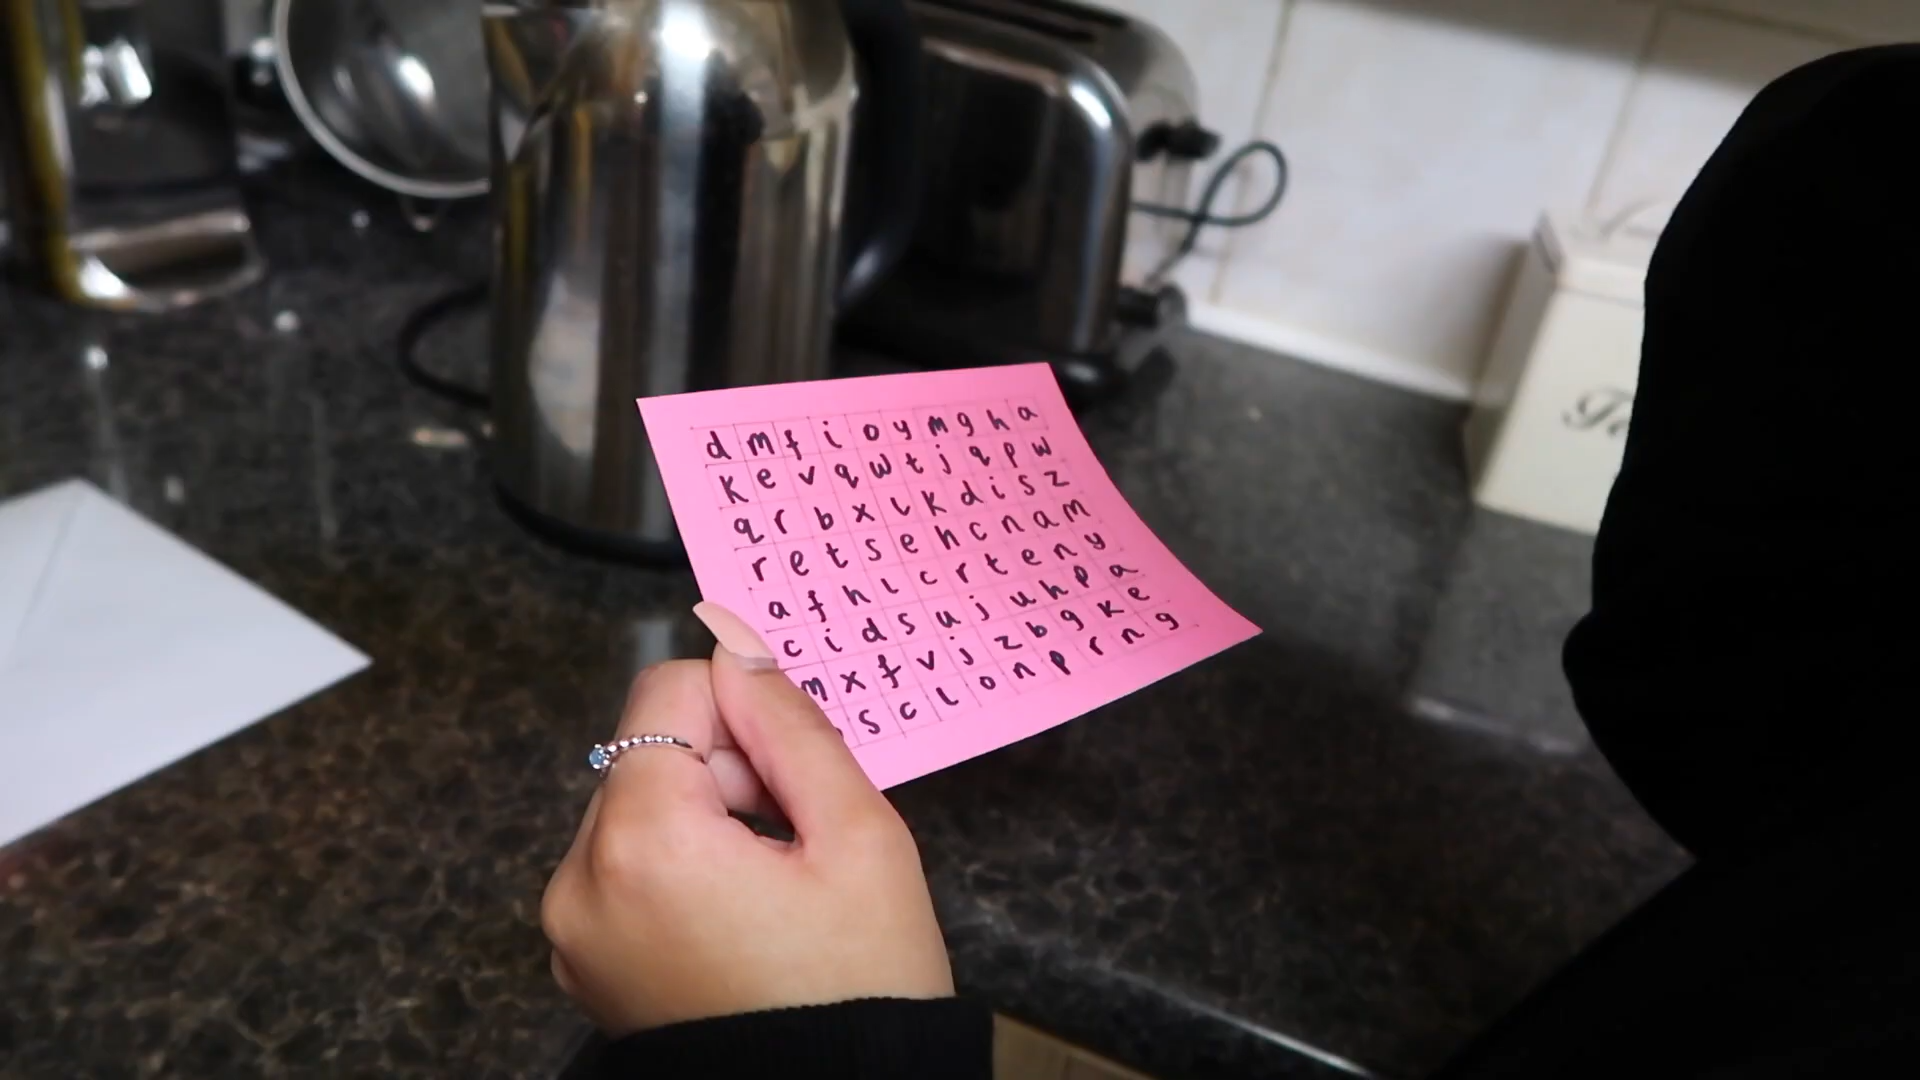 d m f i o y m g h a
k e v q w t j q p w
q r b x l k d i s z
r e t s e h c n a m
a f h l c r t e n y
c i d s u j u h p a
m x f v j z b g k e
s c l o n p r n g